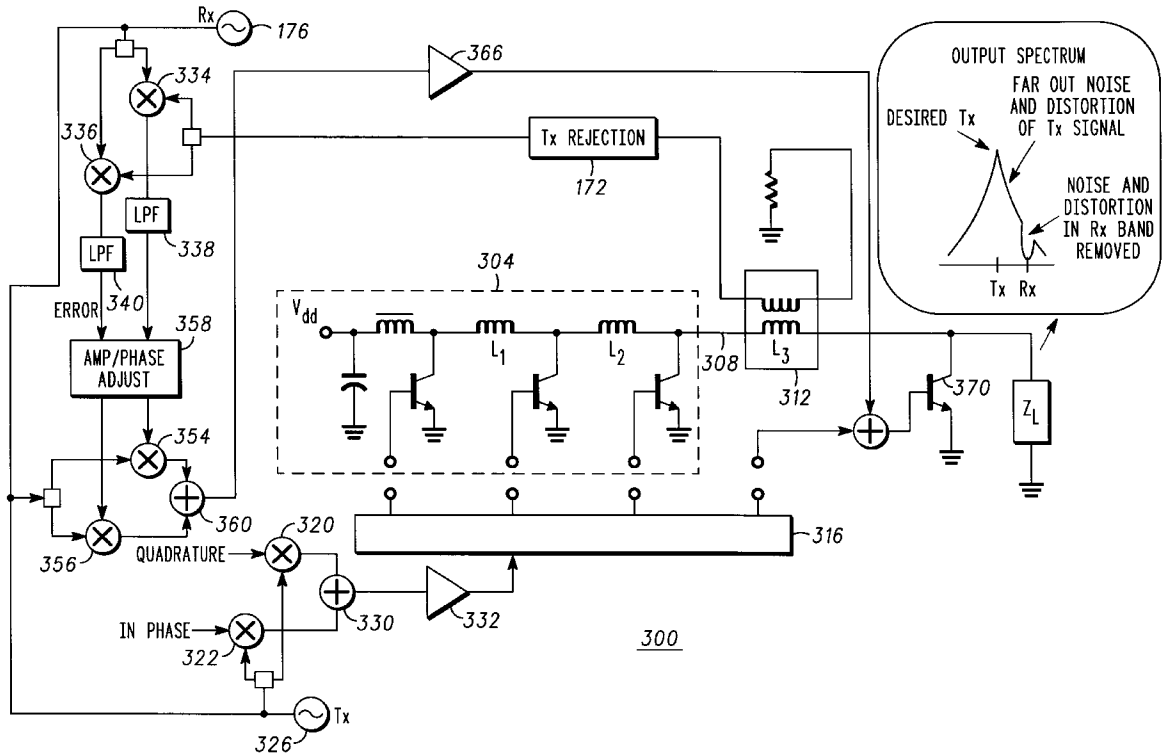 Rx
176
366
334
336
Tx REJECTION
172
LPF
338
LPF
340
ERROR
358
AMP/PHASE
ADJUST
354
360
356
304
Vdd
L1
L2
308
L3
312
370
ZL
316
QUADRATURE
320
330
332
IN PHASE
322
Tx
326
300
OUTPUT SPECTRUM
DESIRED Tx
FAR OUT NOISE
AND DISTORTION
OF Tx SIGNAL
NOISE AND
DISTORTION
IN Rx BAND
REMOVED
Tx Rx